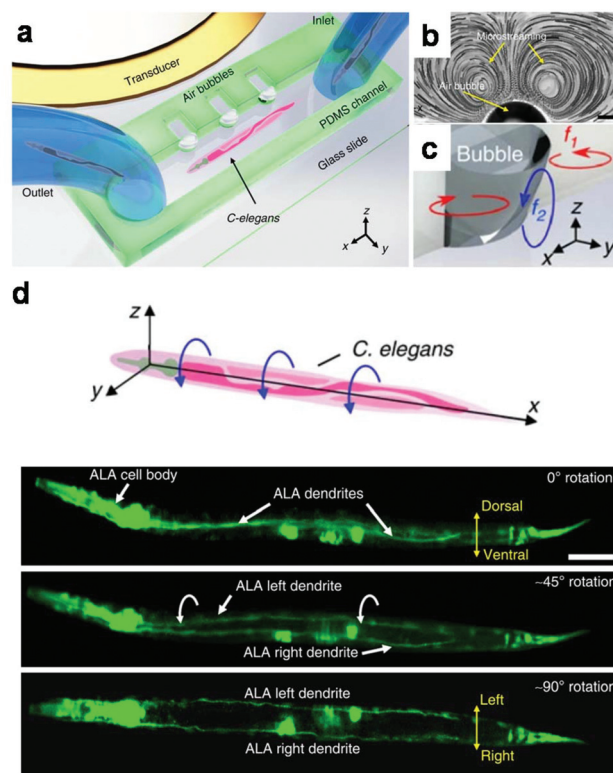 a
Inlet
Transducer
Air bubbles
PDMS channel
Glass slide
Outlet
C-elegans
z
x
y
b
Microstreaming
Air bubble
c
Bubble
f1
f2
z
x
y
d
z
C. elegans
y
x
ALA cell body
0° rotation
ALA dendrites
Dorsal
Ventral
ALA left dendrite
~45° rotation
ALA right dendrite
ALA left dendrite
~90° rotation
Left
ALA right dendrite
Right